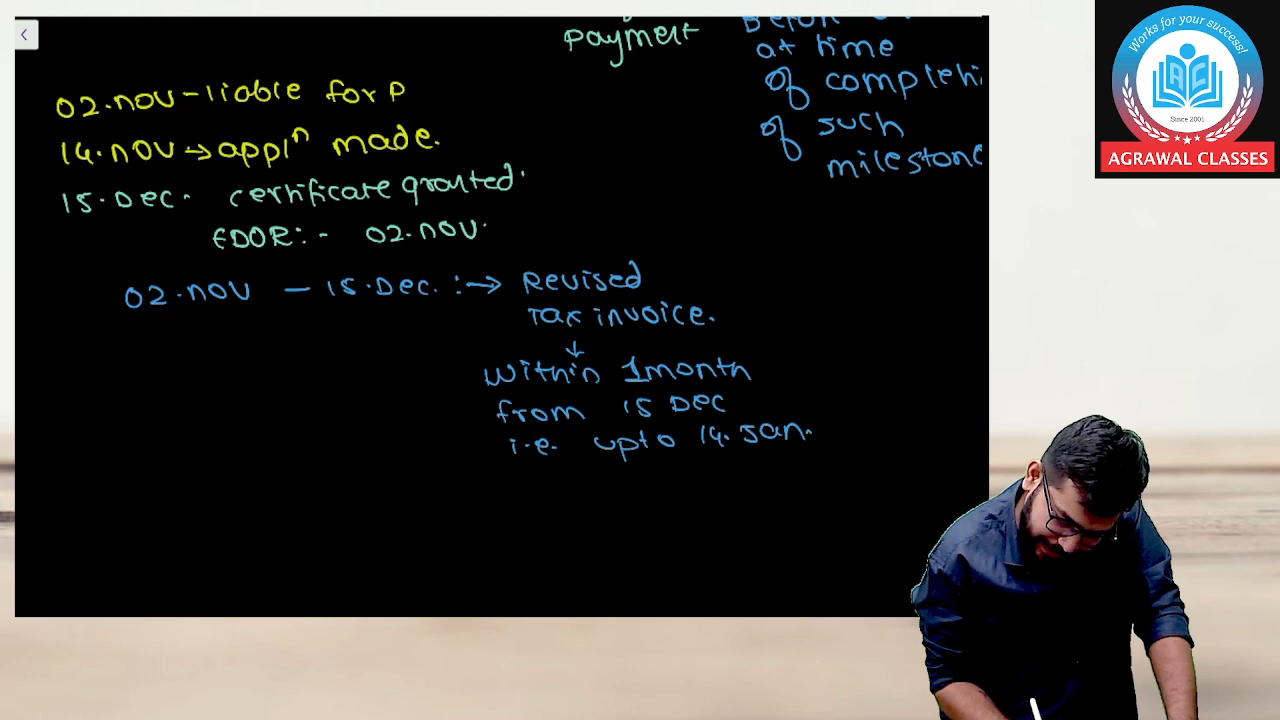 payment
at time
of
of such
milestone
02.nov-liable for P
14.nov → applⁿ made.
15.Dec. certificate granted.
EDOR:- 02.nov.
02.nov — 15.Dec. :→ Revised
Tax invoice.
↓
within 1month
from 15 Dec
i.e. upto 14.Jan.
Works for your success!
AC
Since 2001
AGRAWAL CLASSES